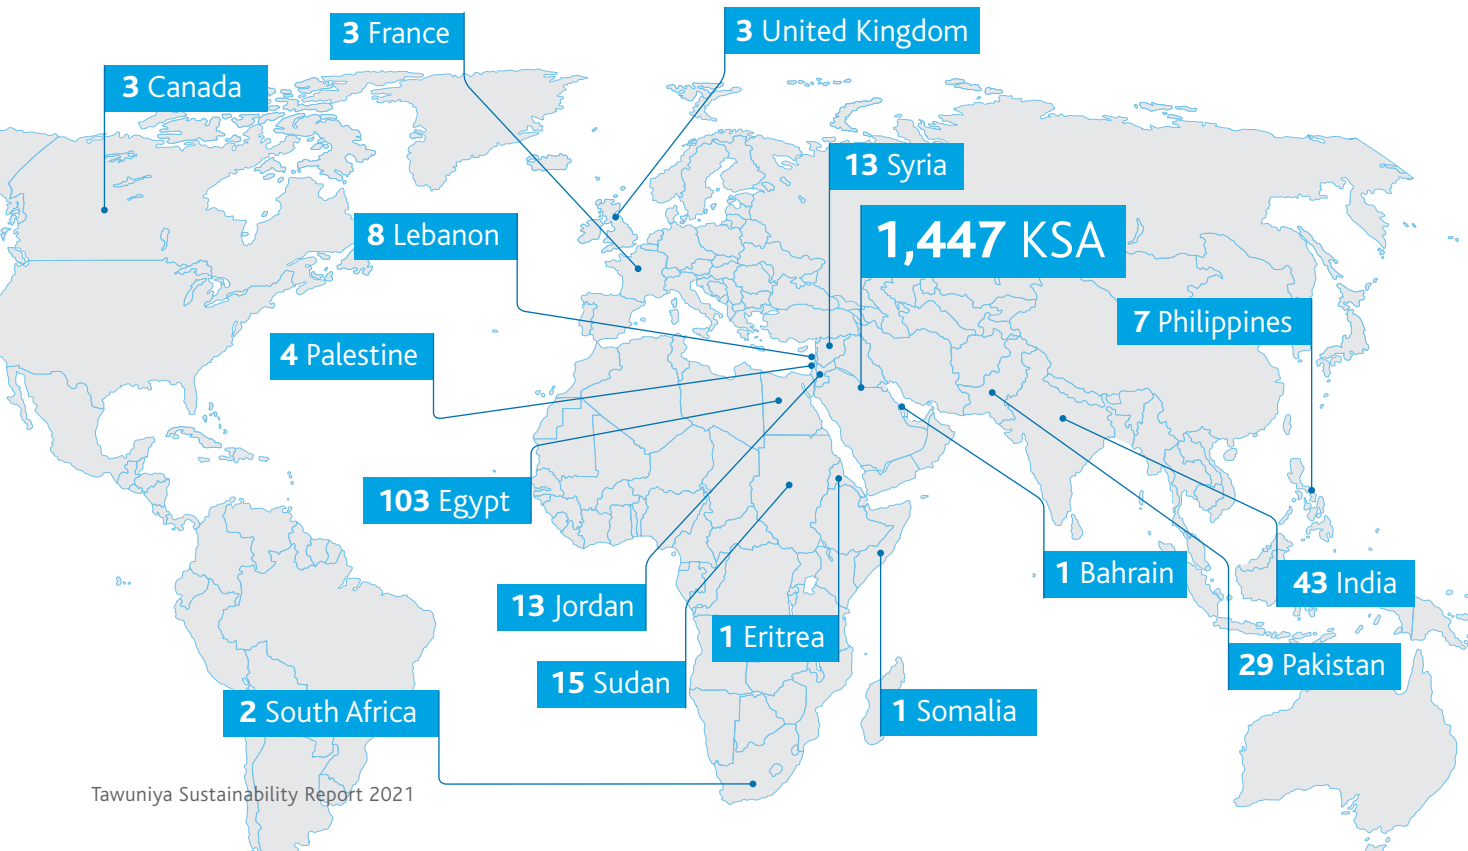 3 France
3 United Kingdom
3 Canada
13 Syria
8 Lebanon
1,447 KSA
7 Philippines
4 Palestine
103 Egypt
1 Bahrain
43 India
13 Jordan
1 Eritrea
29 Pakistan
15 Sudan
2 South Africa
1 Somalia
Tawuniya Sustainability Report 2021